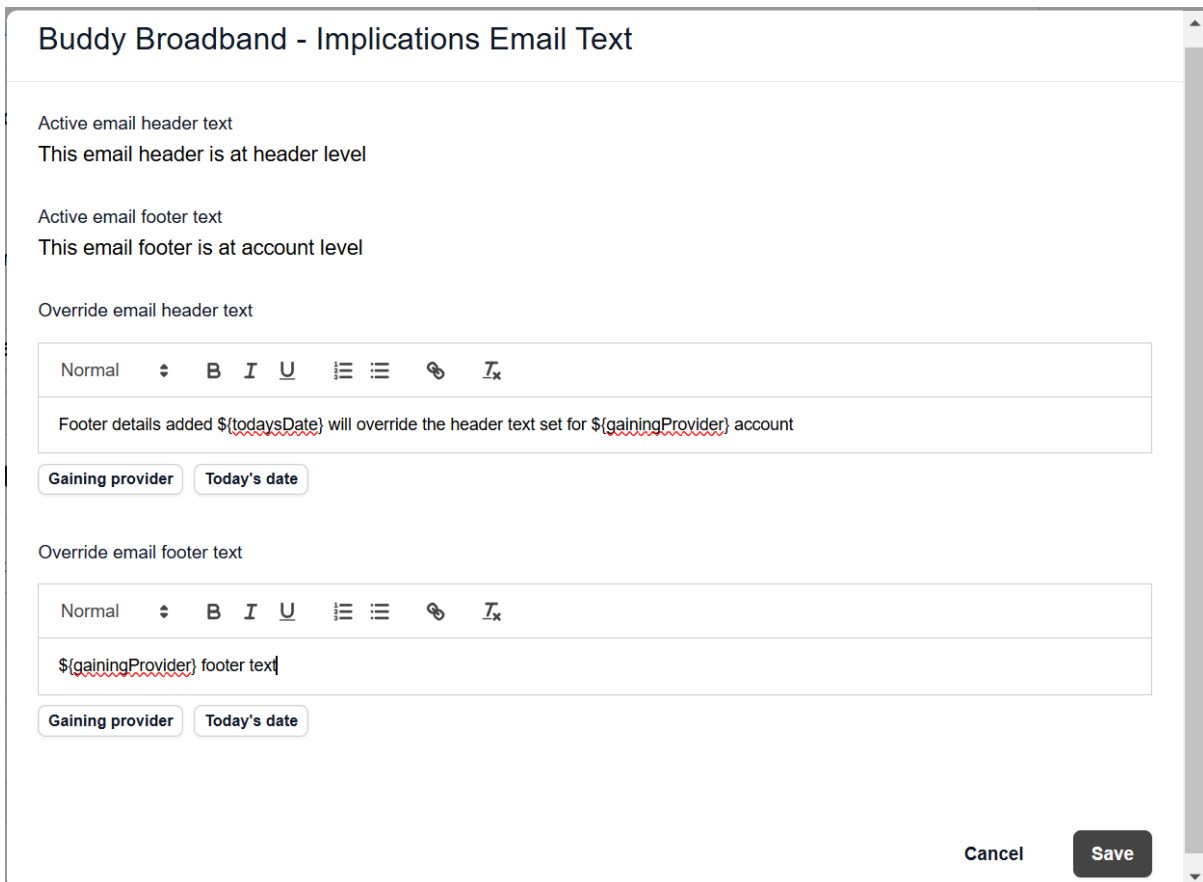 Buddy Broadband - Implications Email Text
Active email header text
This email header is at header level
Active email footer text
This email footer is at account level
Override email header text
Normal B I U
Footer details added ${todaysDate} will override the header text set for ${gainingProvider} account
Gaining provider Today's date
Override email footer text
Normal B I U
${gainingProvider} footer text
Gaining provider Today's date
Cancel Save